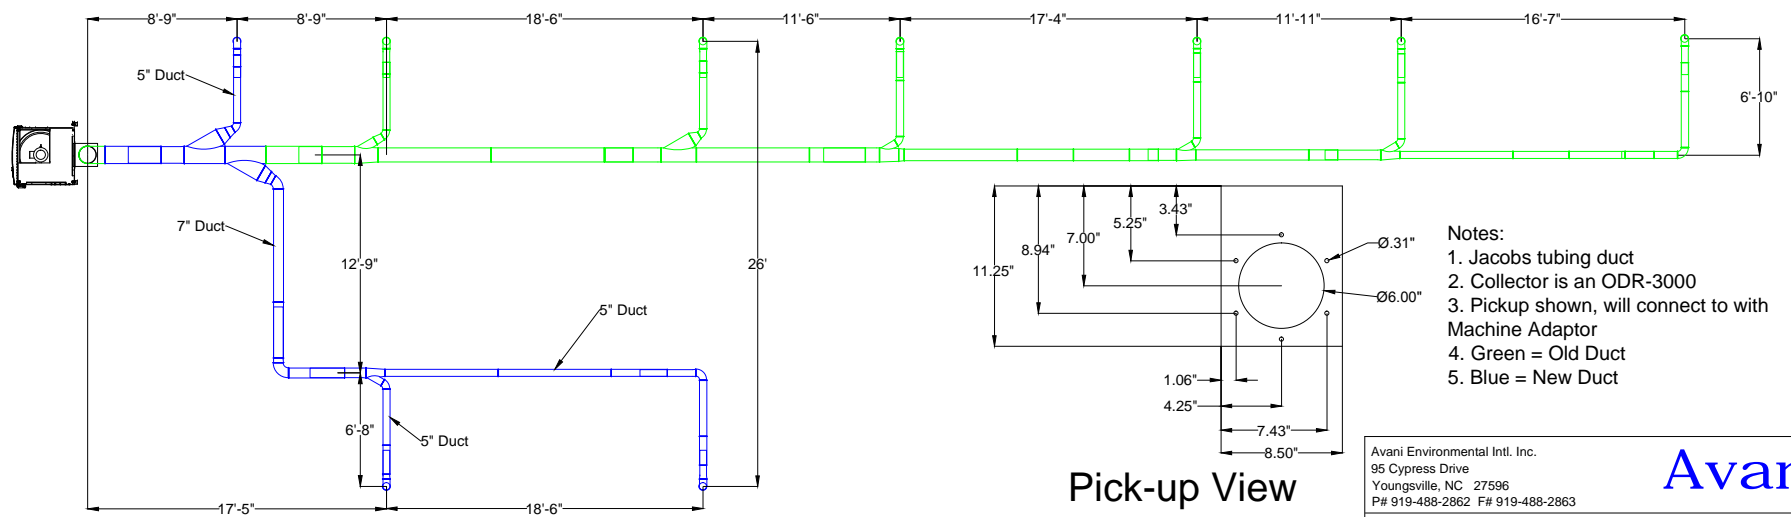 8'-9" 8'-9" 18'-6" 11'-6" 17'-4" 11'-11" 16'-7"
5" Duct
6'-10"
7" Duct
12'-9"
26'
5" Duct
6'-8"
5" Duct
17'-5" 18'-6"
3.43"
5.25"
7.00"
8.94"
11.25"
Ø.31"
Ø6.00"
1.06"
4.25"
7.43"
8.50"
Pick-up View
Notes:
1. Jacobs tubing duct
2. Collector is an ODR-3000
3. Pickup shown, will connect to with
Machine Adaptor
4. Green = Old Duct
5. Blue = New Duct
Avani Environmental Intl. Inc.
95 Cypress Drive
Youngsville, NC 27596
P# 919-488-2862 F# 919-488-2863